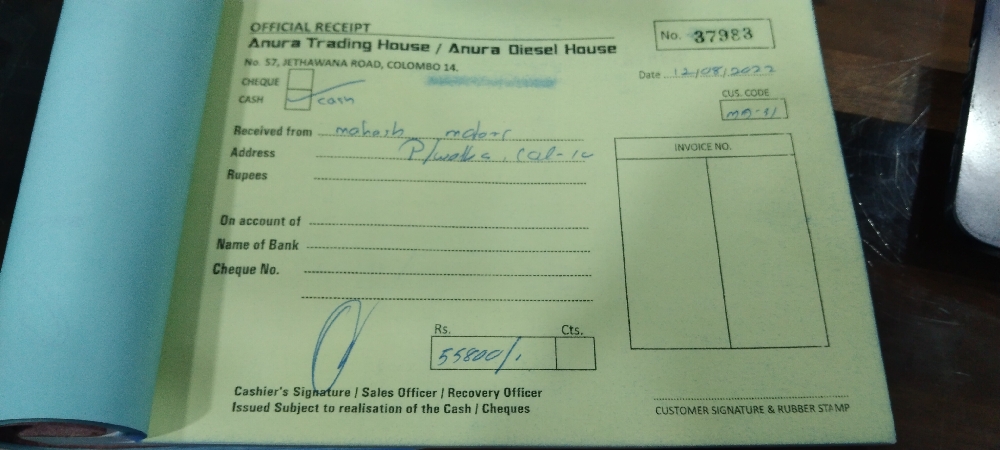 OFFICIAL RECEIPT
Anura Trading House / Anura Diesel House
No. 37983
No 57, JETHAWANA ROAD, COLOMBO 14.
Date 12/08/2022
CHEQUE
CASH cash
CUS. CODE
Received from mahash motors
Address
Rupees
INVOICE NO.
On account of
Name of Bank
Cheque No.
Rs. Cts.
55800/.
Cashier's Signature / Sales Officer / Recovery Officer
Issued Subject to realisation of the Cash / Cheques
CUSTOMER SIGNATURE & RUBBER STAMP